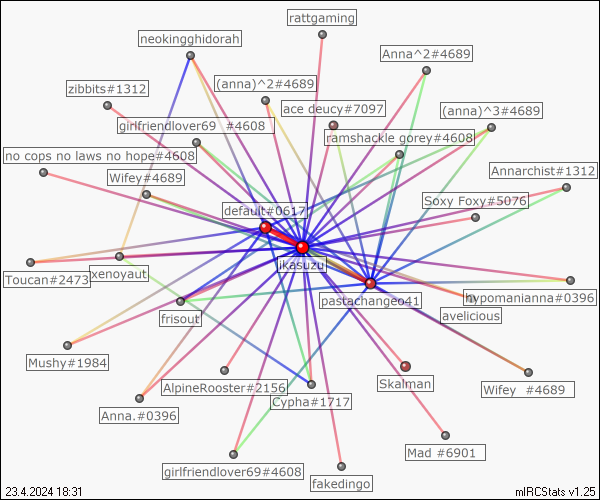 rattgaming
neokingghidorah
Anna^2#4689
zibbits#1312
(anna)^2#4689
ace deucy#7097
(anna)^3#4689
girlfriendlover69 #4608
ramshackle gorey#4608
no cops no laws no hope#4608
Wifey#4689
Annarchist#1312
Soxy Foxy#5076
default#0617
ikasuzu
Toucan#2473
xenoyaut
pastachangeo41
hypomanianna#0396
avelicious
frisout
Mushy#1984
AlpineRooster#2156
Skalman
Wifey #4689
Cypha#1717
Anna.#0396
Mad #6901
girlfriendlover69#4608
fakedingo
23.4.2024 18:31
mIRCStats v1.25